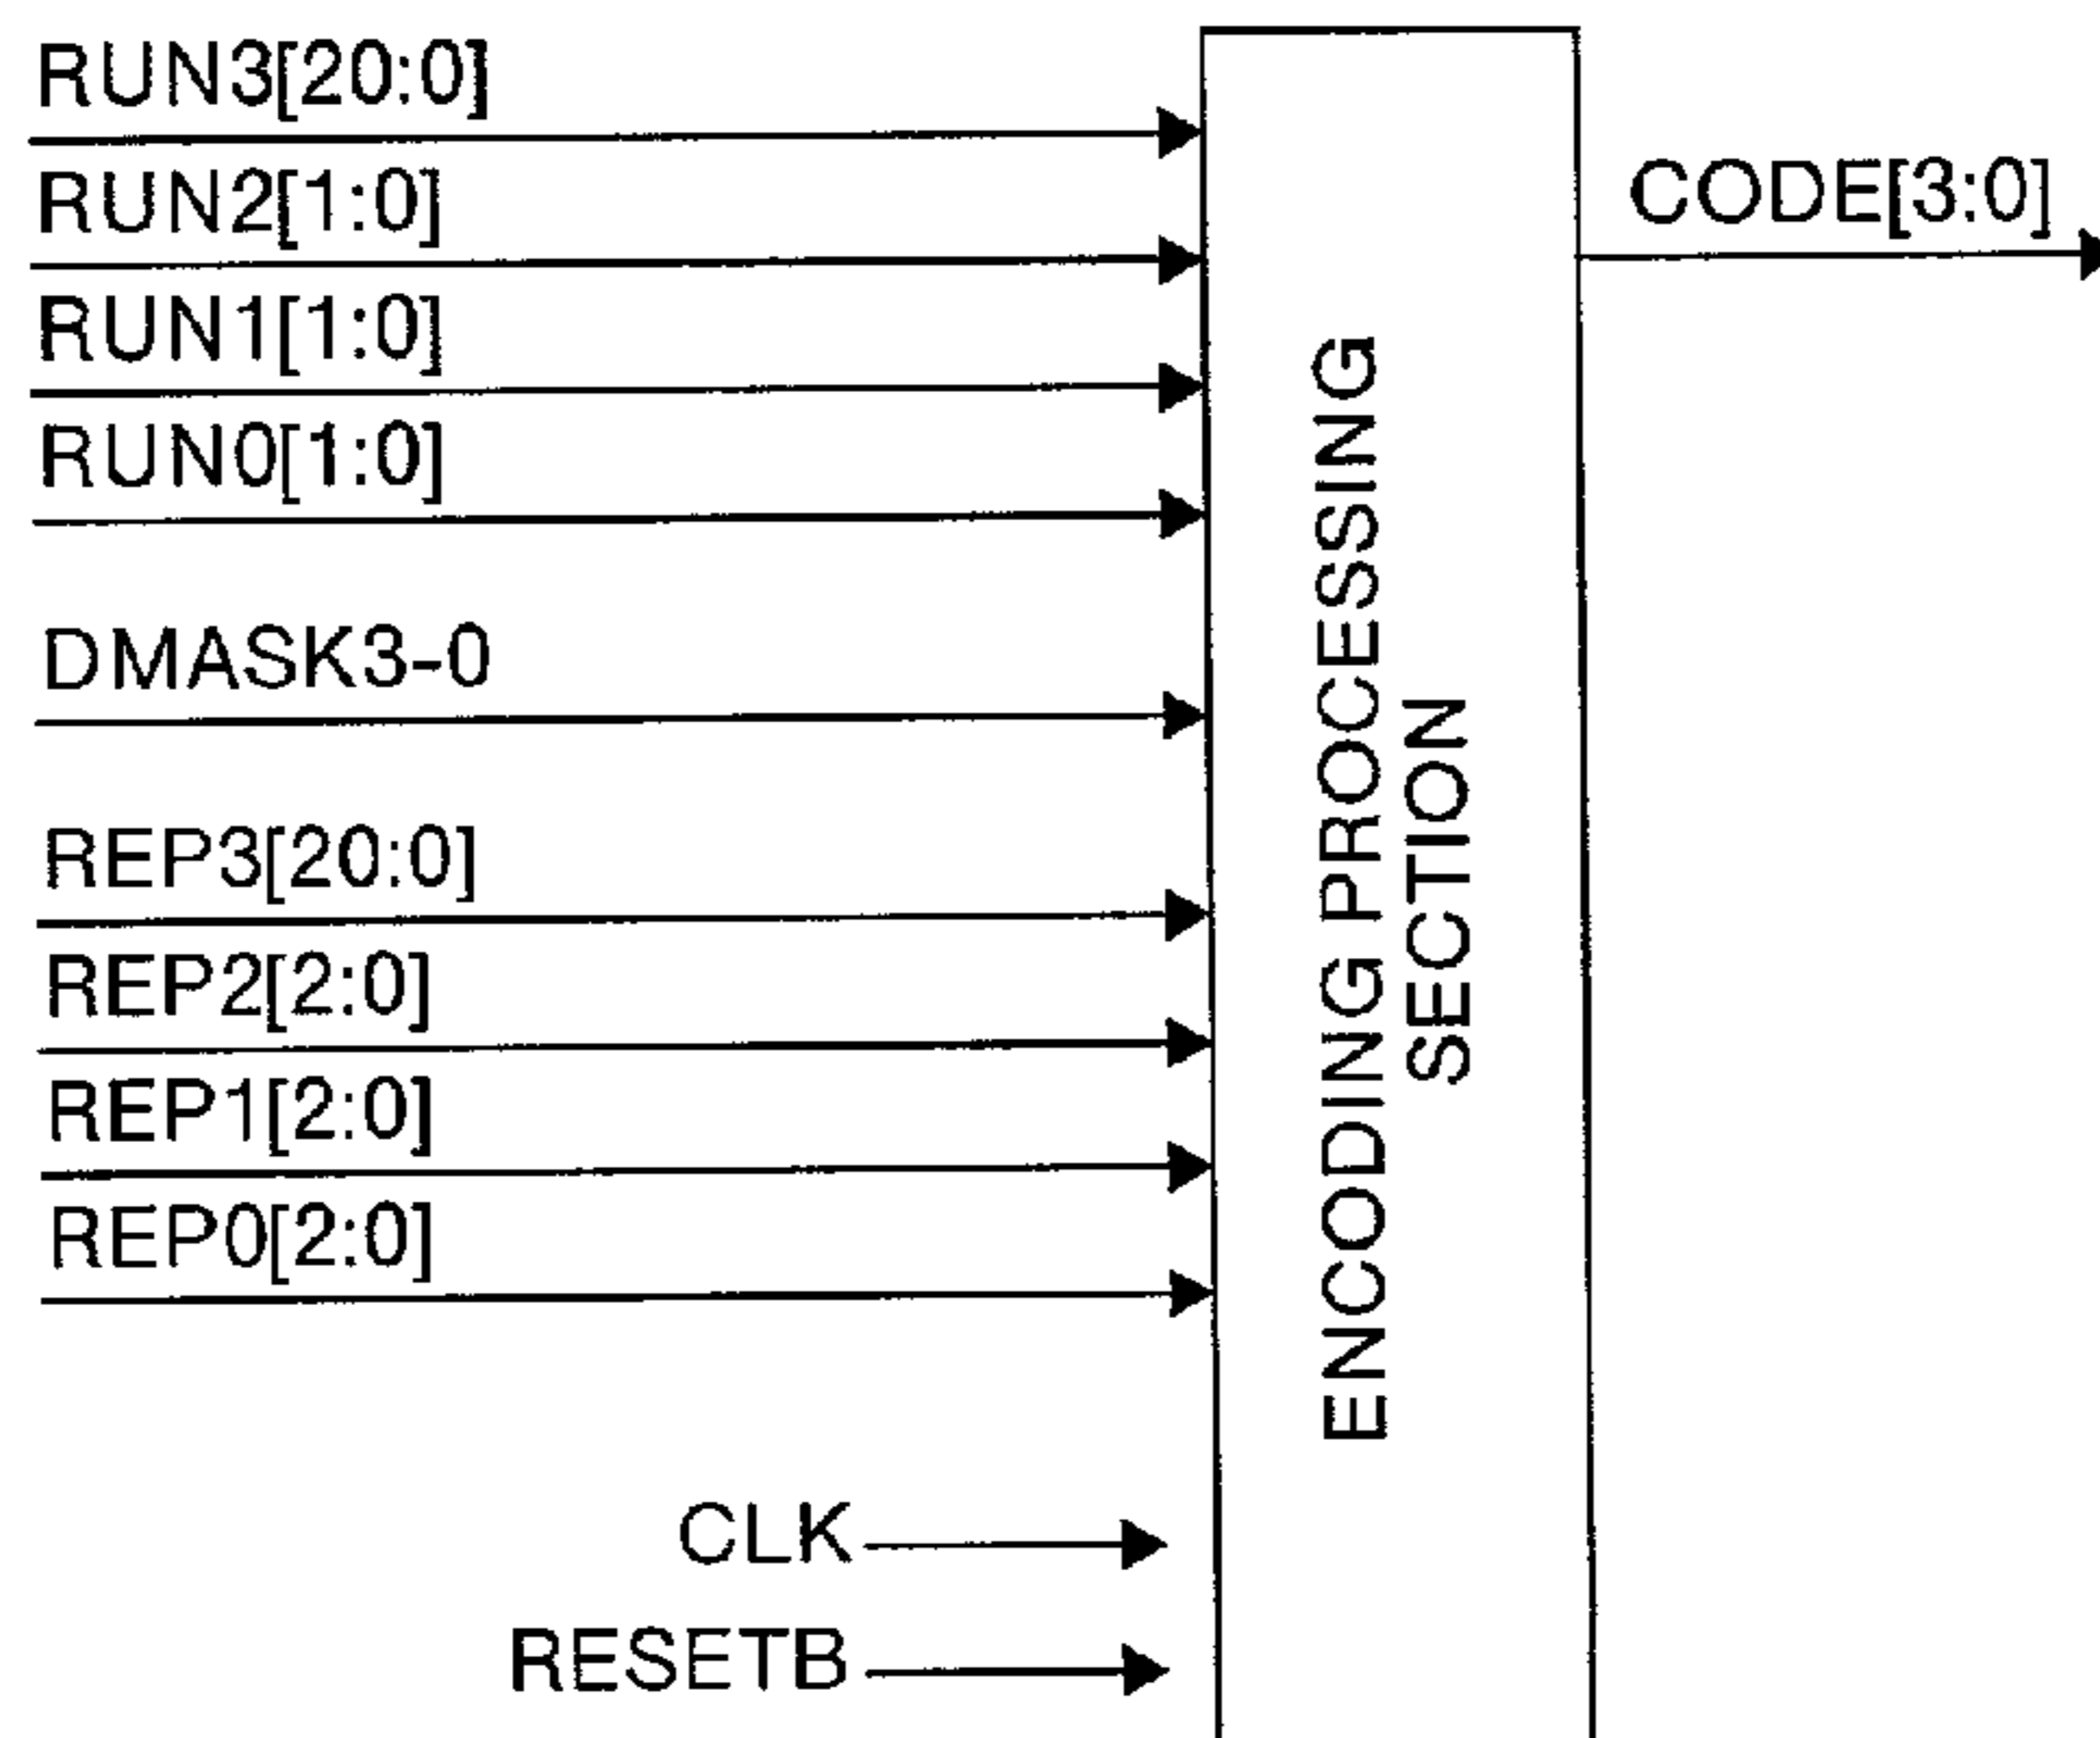 RUN3[20:0]
RUN2[1:0]
RUN1[1:0]
RUN0[1:0]
DMASK3-0
REP3[20:0]
REP2[2:0]
REP1[2:0]
REP0[2:0]
CLK
RESETB
ENCODING PROCESSING
SECTION
CODE[3:0]